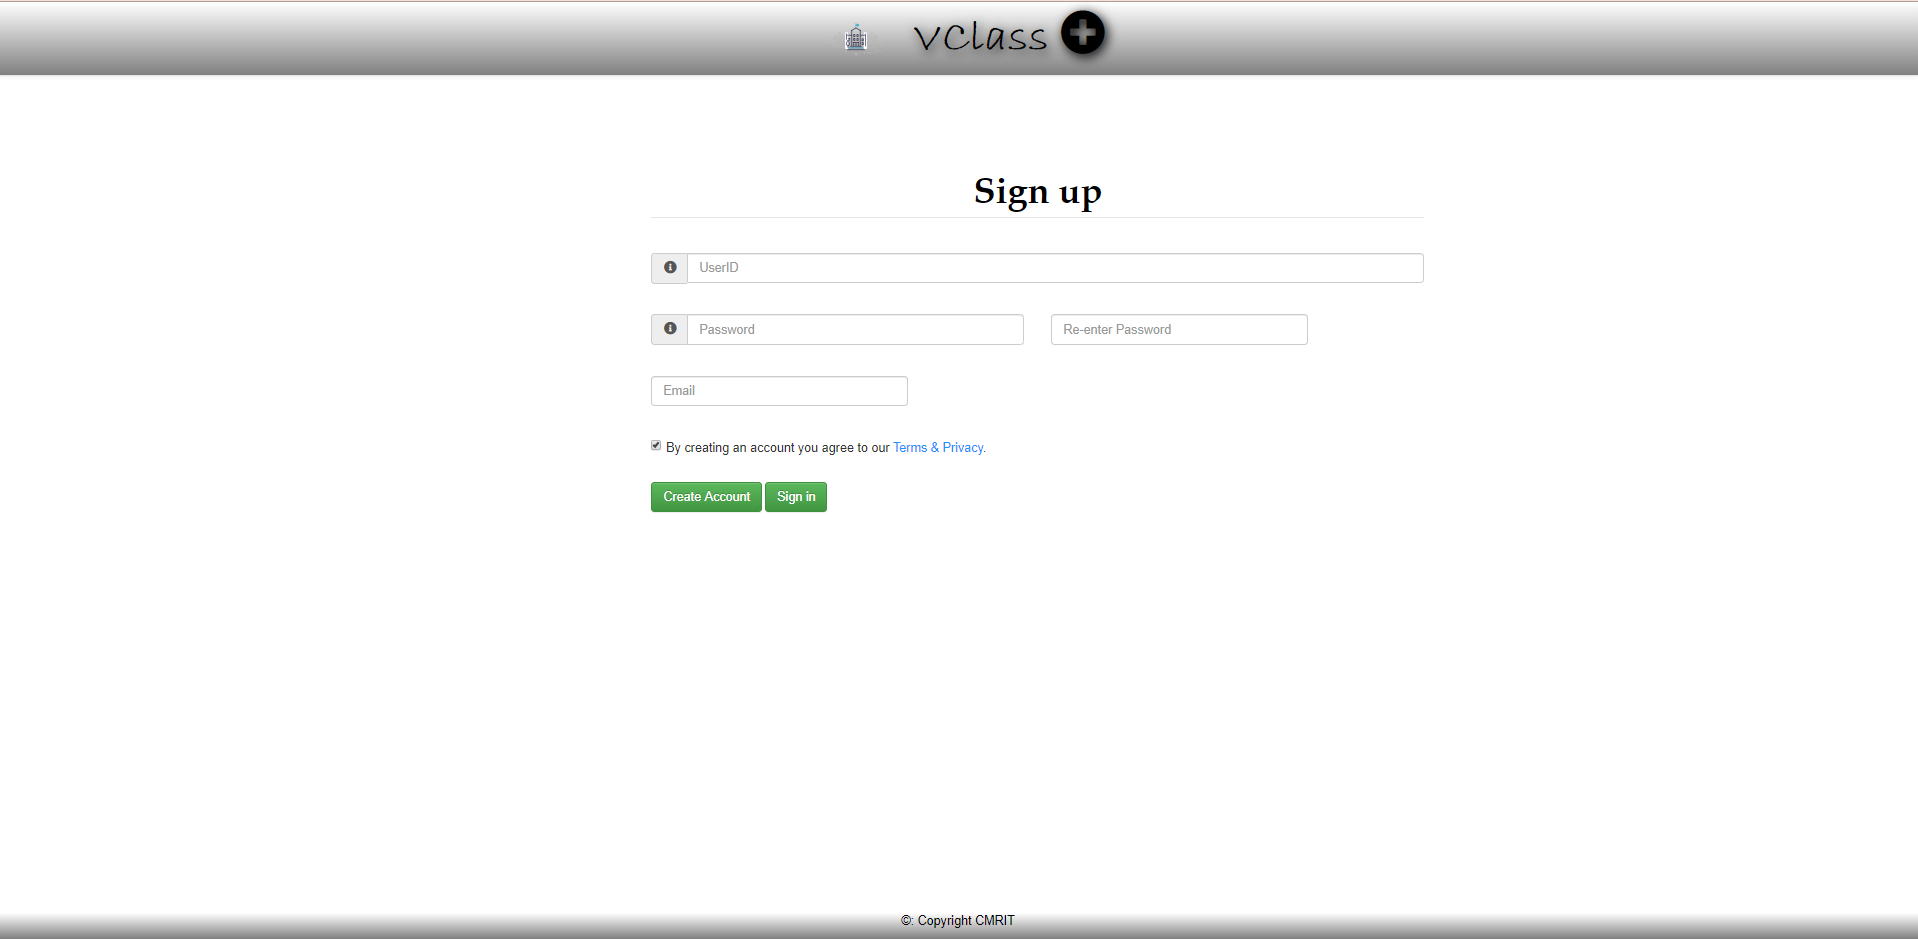 VClass
Sign up
UserID
Password
Re-enter Password
Email
By creating an account you agree to our Terms & Privacy.
Create Account Sign in
©: Copyright CMRIT